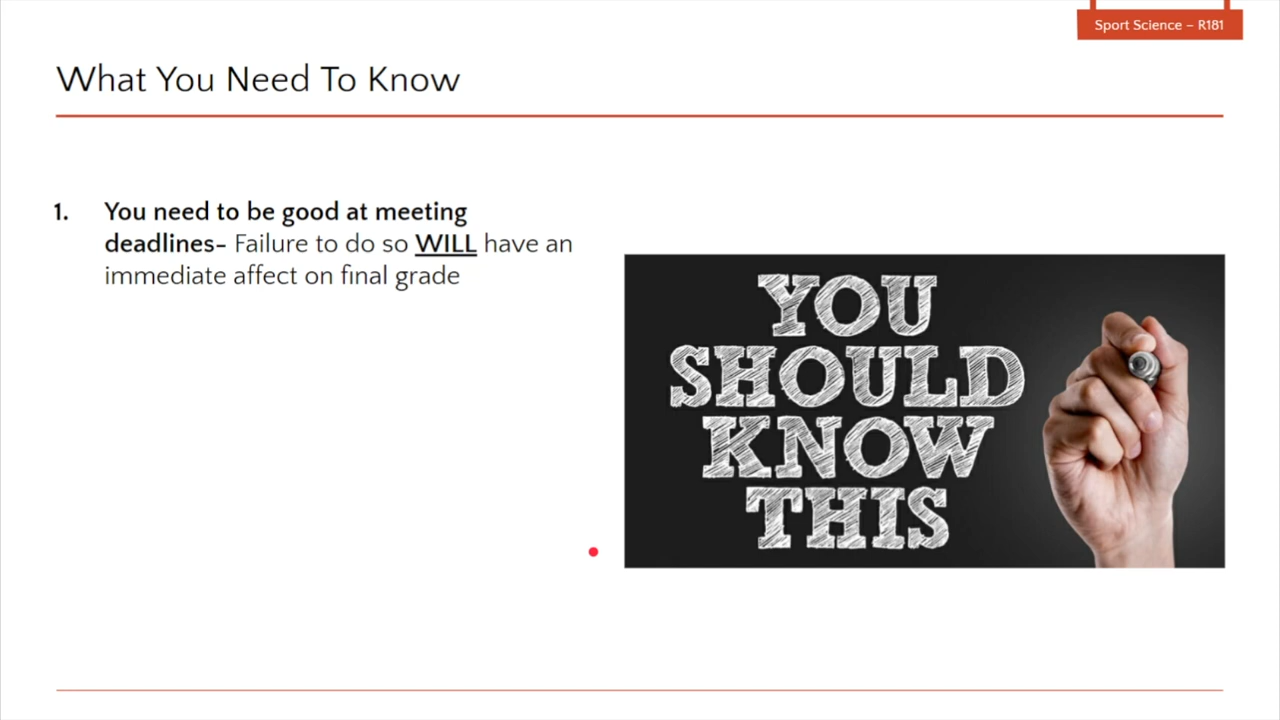 Sport Science – R181
What You Need To Know
1. You need to be good at meeting
deadlines- Failure to do so WILL have an
immediate affect on final grade
YOU
SHOULD
KNOW
THIS